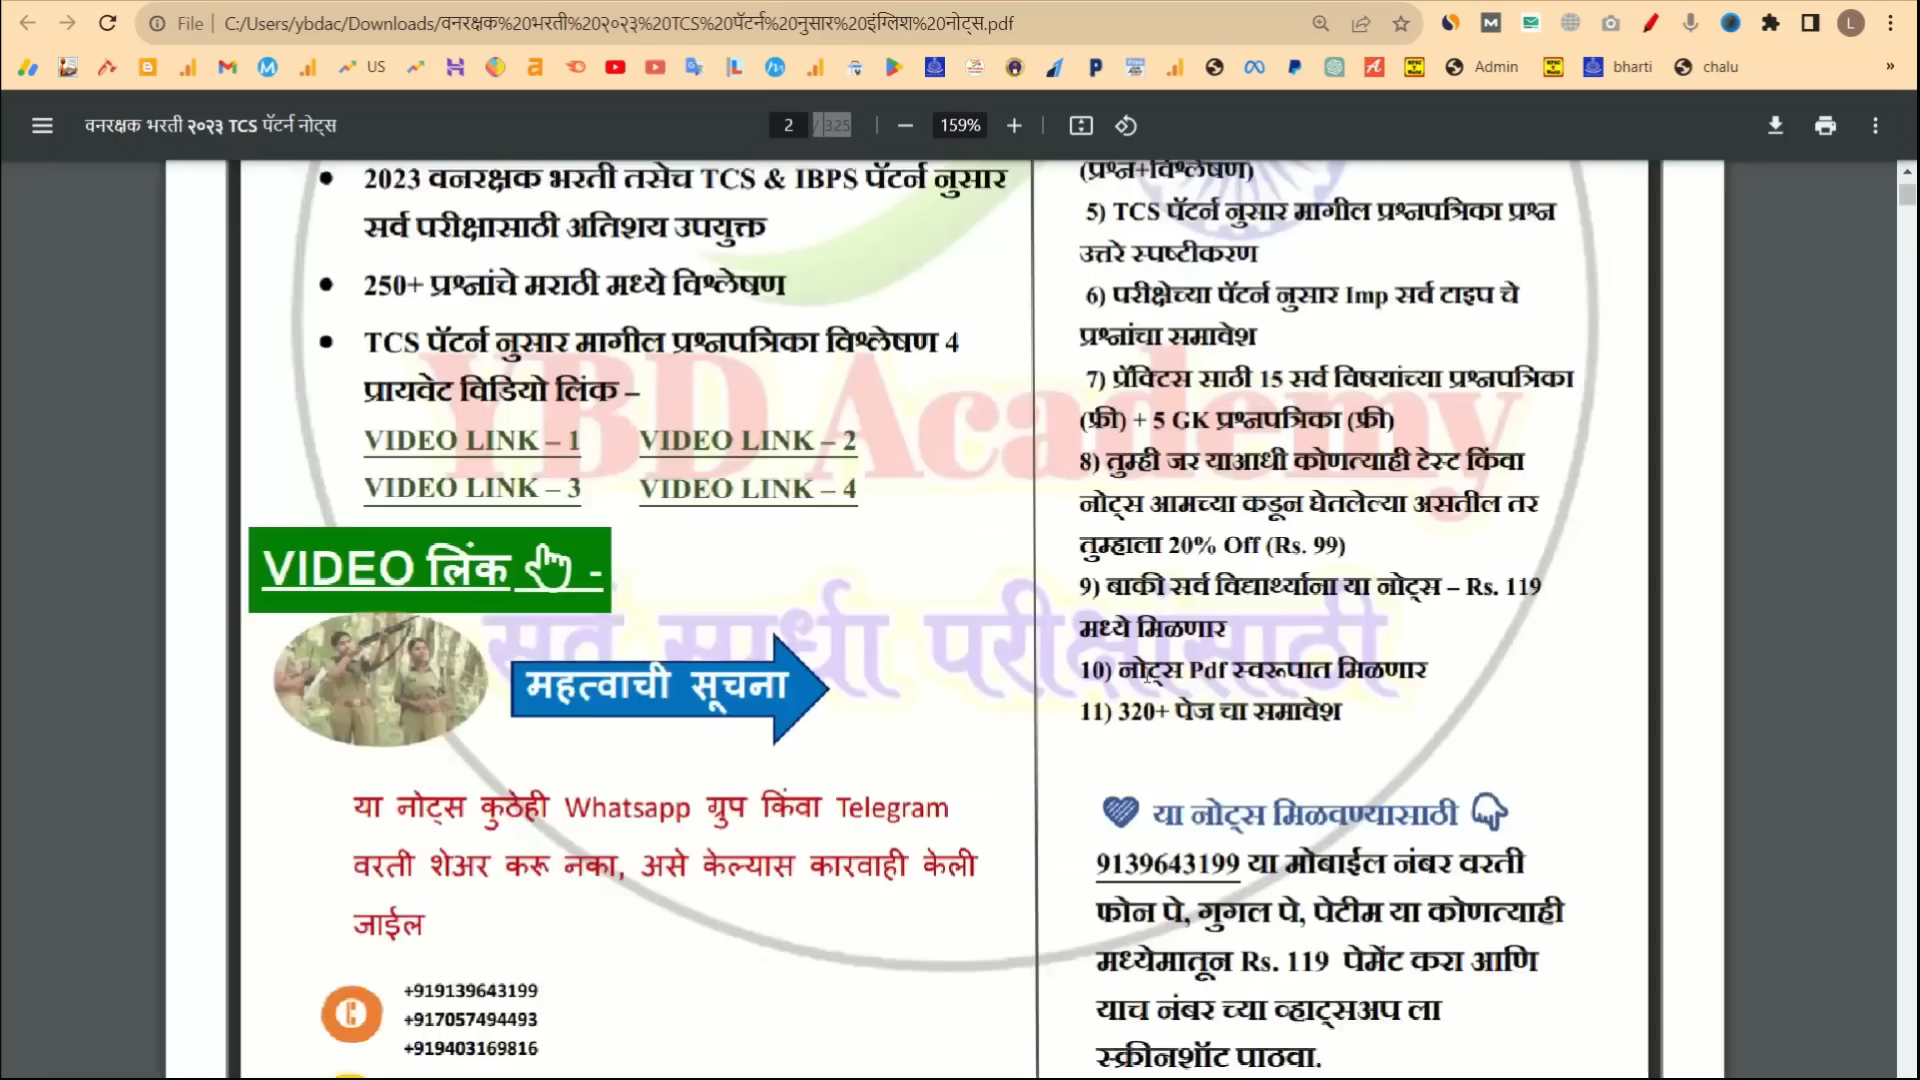 File
C:/Users/ybdac/Downloads/वनरक्षक%20भरती%20२०२३%20TCS%20पॅटर्न%20नुसार%20इंग्लिश%20नोट्स.pdf
L
US
Admin
bharti
chalu
वनरक्षक भरती २०२३ TCS पॅटर्न नोट्स
2 / 325
159%
2023 वनरक्षक भरती तसेच TCS & IBPS पॅटर्न नुसार
सर्व परीक्षासाठी अतिशय उपयुक्त
250+ प्रश्नांचे मराठी मध्ये विश्लेषण
TCS पॅटर्न नुसार मागील प्रश्नपत्रिका विश्लेषण 4
प्रायवेट विडियो लिंक –
VIDEO LINK – 1 VIDEO LINK – 2
VIDEO LINK – 3 VIDEO LINK – 4
VIDEO लिंक -
महत्वाची सूचना
या नोट्स कुठेही Whatsapp ग्रुप किंवा Telegram
वरती शेअर करू नका, असे केल्यास कारवाही केली
जाईल
+919139643199
+917057494493
+919403169816
(प्रश्न+विश्लेषण)
5) TCS पॅटर्न नुसार मागील प्रश्नपत्रिका प्रश्न
उत्तरे स्पष्टीकरण
6) परीक्षेच्या पॅटर्न नुसार Imp सर्व टाइप चे
प्रश्नांचा समावेश
7) प्रॅक्टिस साठी 15 सर्व विषयांच्या प्रश्नपत्रिका
(फ्री) + 5 GK प्रश्नपत्रिका (फ्री)
8) तुम्ही जर याआधी कोणत्याही टेस्ट किंवा
नोट्स आमच्या कडून घेतलेल्या असतील तर
तुम्हाला 20% Off (Rs. 99)
9) बाकी सर्व विद्यार्थ्यांना या नोट्स – Rs. 119
मध्ये मिळणार
10) नोट्स Pdf स्वरूपात मिळणार
11) 320+ पेज चा समावेश
या नोट्स मिळवण्यासाठी
9139643199 या मोबाईल नंबर वरती
फोन पे, गुगल पे, पेटीम या कोणत्याही
मध्येमातून Rs. 119 पेमेंट करा आणि
याच नंबर च्या व्हाट्सअप ला
स्क्रीनशॉट पाठवा.
YBD Academy
सर्व स्पर्धा परीक्षांसाठी